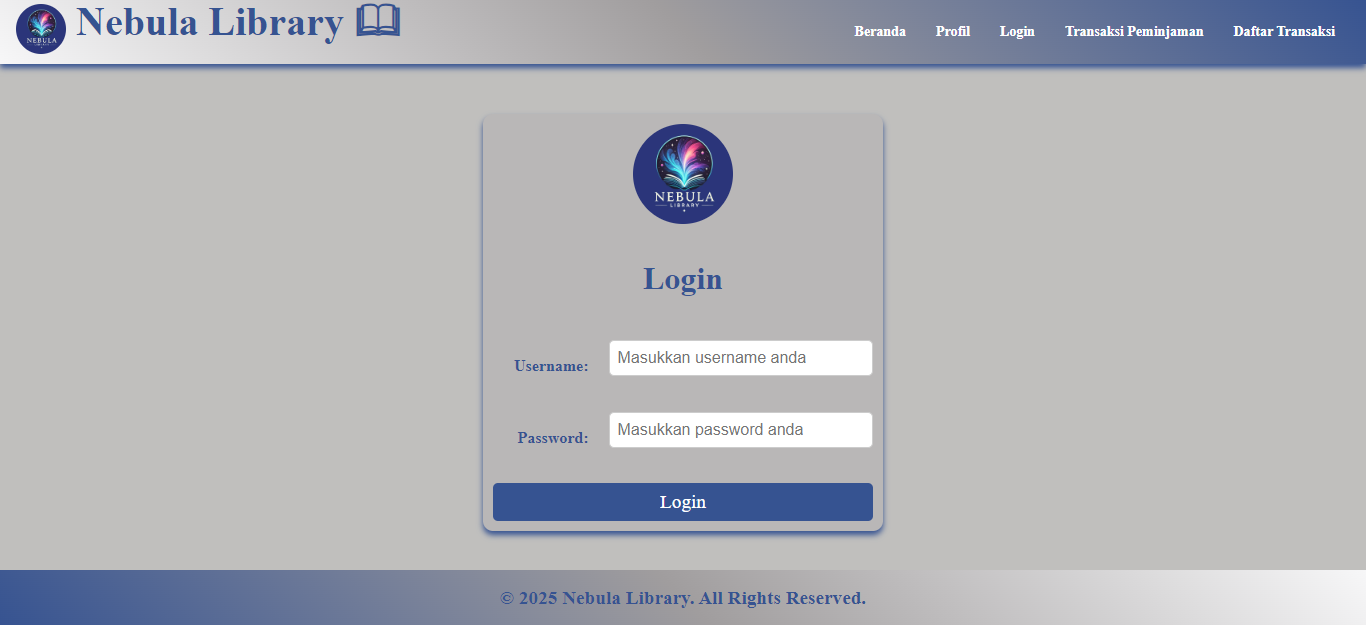 NEBULA
Nebula Library
Beranda Profil Login Transaksi Peminjaman Daftar Transaksi
NEBULA
LIBRARY
Login
Username: Masukkan username anda
Password: Masukkan password anda
Login
© 2025 Nebula Library. All Rights Reserved.